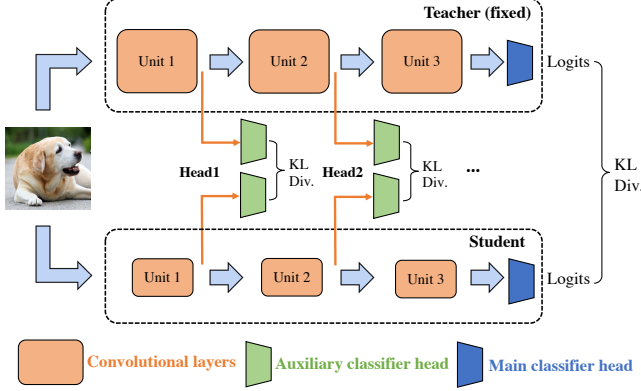 Teacher (fixed)
Unit 1
Unit 2
Unit 3
Logits
Head1
KL
Div.
Head2
KL
Div.
...
KL
Div.
Student
Unit 1
Unit 2
Unit 3
Logits
Convolutional layers
Auxiliary classifier head
Main classifier head